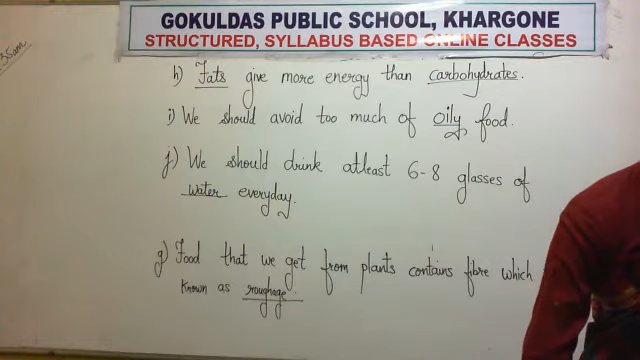 GOKULDAS PUBLIC SCHOOL, KHARGONE
STRUCTURED, SYLLABUS BASED ONLINE CLASSES
35am
h) Fats give more energy than carbohydrates.
i) We should avoid too much of oily food.
j) We should drink atleast 6-8 glasses of
water everyday.
g) Food that we get from plants contains fibre which
known as roughage.